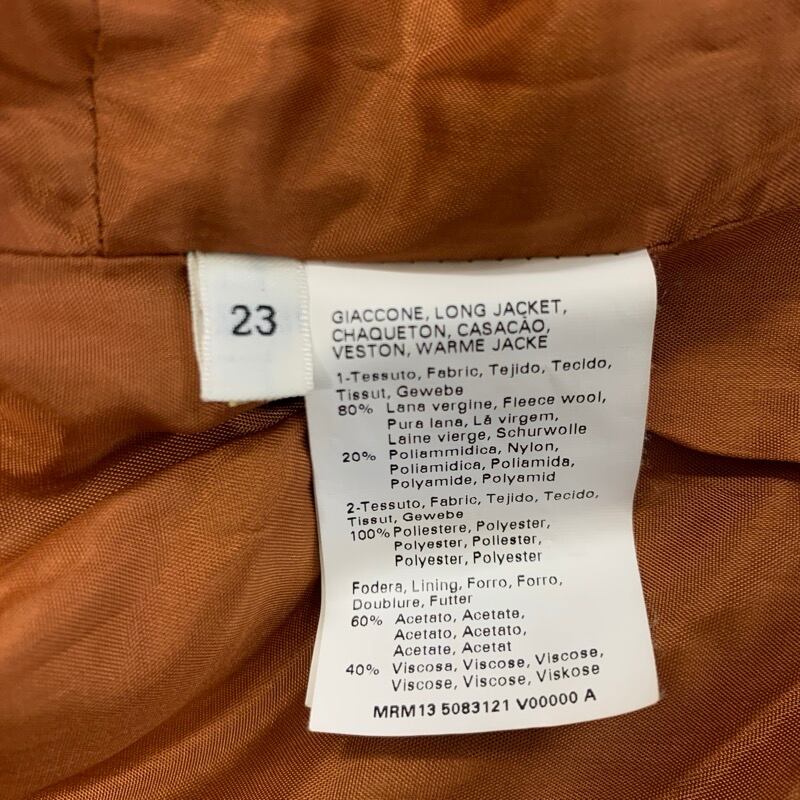 23
GIACCONE, LONG JACKET,
CHAQUETON, CASACÀO,
VESTON, WARME JACKE
1-Tessuto, Fabric, Tejido, Tecido,
Tissut, Gewebe
80% Lana vergine, Fleece wool,
Pura lana, Lâ virgem,
Laine vierge, Schurwolle
20% Poliammidica, Nylon,
Poliamidica, Poliamida,
Polyamide, Polyamid
2-Tessuto, Fabric, Tejido, Tecido,
Tissut, Gewebe
100% Poliestere, Polyester,
Polyester, Poliester,
Polyester, Polyester
Fodera, Lining, Forro, Forro,
Doublure, Futter
60% Acetato, Acetate,
Acetato, Acetato,
Acetate, Acetat
40% Viscosa, Viscose, Viscose,
Viscose, Viscose, Viskose
MRM13 5083121 V00000 A